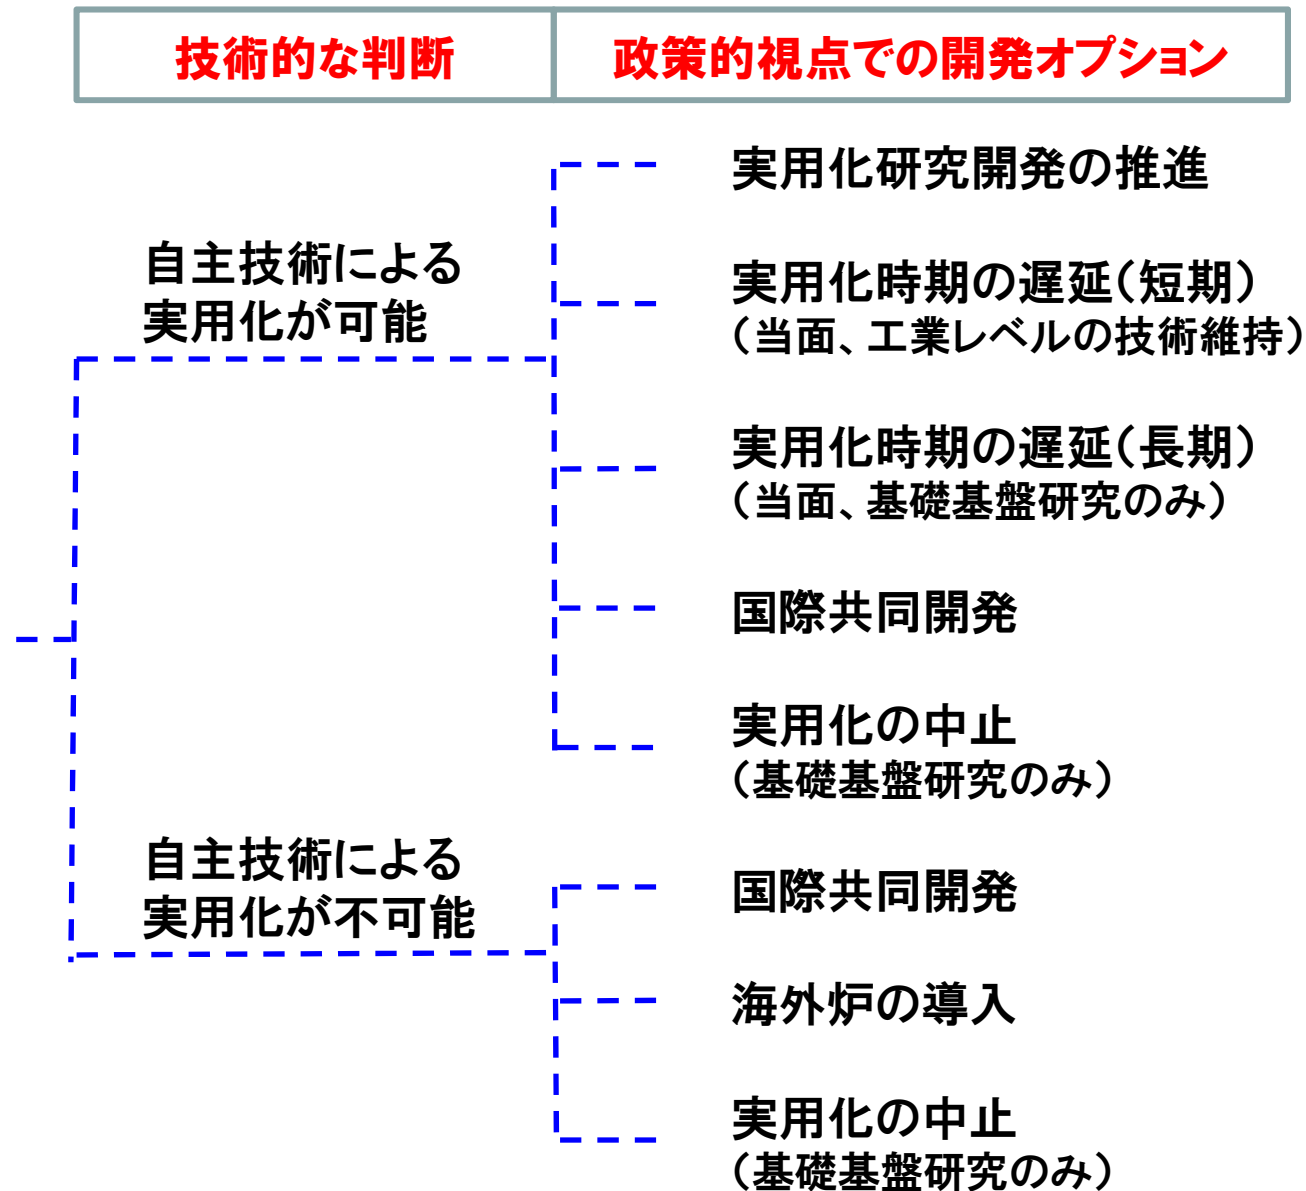 技術的な判断
政策的視点での開発オプション
自主技術による
実用化が可能
実用化研究開発の推進
実用化時期の遅延（短期）
（当面、工業レベルの技術維持）
実用化時期の遅延（長期）
（当面、基礎基盤研究のみ）
国際共同開発
実用化の中止
（基礎基盤研究のみ）
自主技術による
実用化が不可能
国際共同開発
海外炉の導入
実用化の中止
（基礎基盤研究のみ）